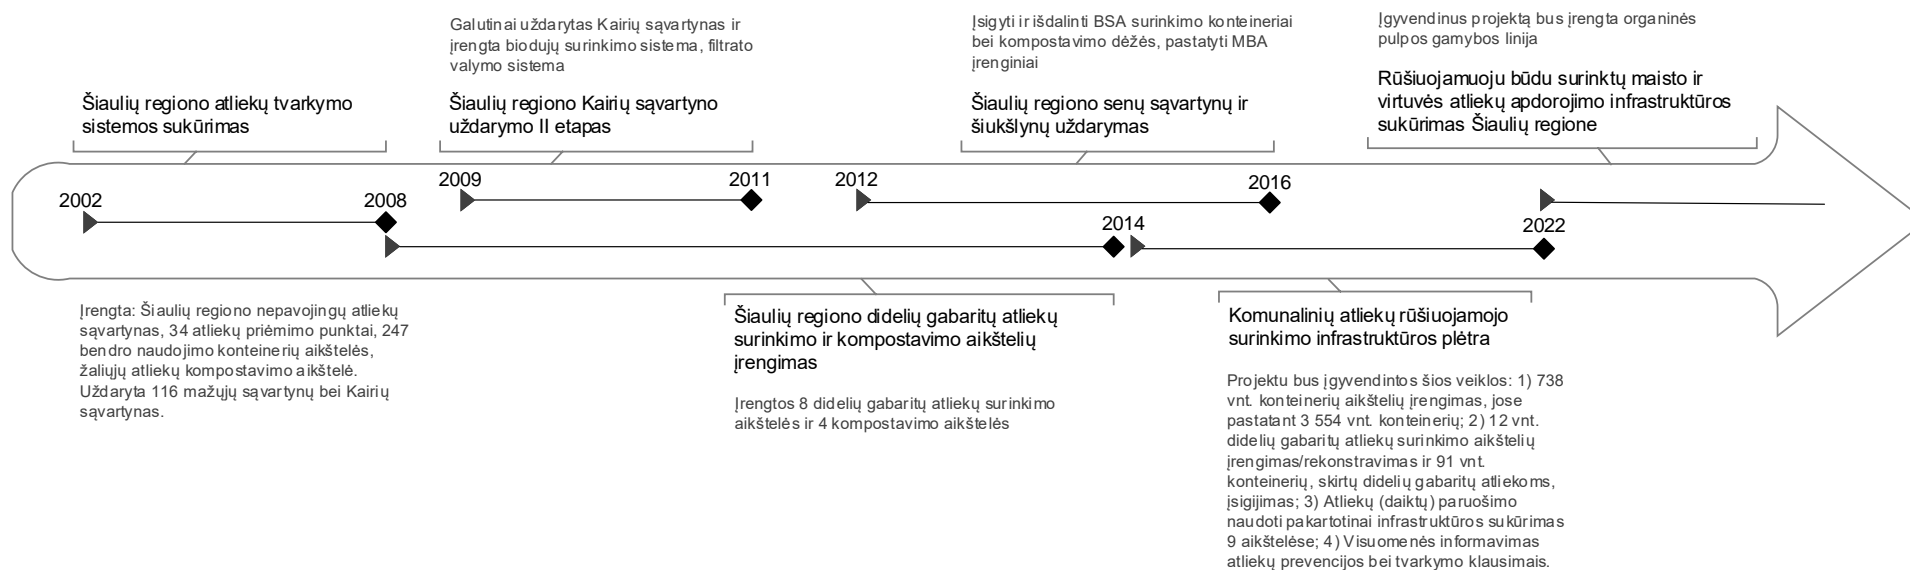 Galutinai uždarytas Kairių sąvartynas ir
įrengta biodujų surinkimo sistema, filtrato
valymo sistema
Įsigyti ir išdalinti BSA surinkimo konteineriai
bei kompostavimo dėžės, pastatyti MBA
įrenginiai
Įgyvendinus projektą bus įrengta organinės
pulpos gamybos linija
Šiaulių regiono atliekų tvarkymo
sistemos sukūrimas
Šiaulių regiono Kairių sąvartyno
uždarymo II etapas
Šiaulių regiono senų sąvartynų ir
šiukšlynų uždarymas
Rūšiuojamuoju būdu surinktų maisto ir
virtuvės atliekų apdorojimo infrastruktūros
sukūrimas Šiaulių regione
2002
2008
2009
2011
2012
2016
2014
2022
Įrengta: Šiaulių regiono nepavojingų atliekų
sąvartynas, 34 atliekų priėmimo punktai, 247
bendro naudojimo konteinerių aikštelės,
žaliųjų atliekų kompostavimo aikštelė.
Uždaryta 116 mažųjų sąvartynų bei Kairių
sąvartynas.
Šiaulių regiono didelių gabaritų atliekų
surinkimo ir kompostavimo aikštelių
įrengimas
Įrengtos 8 didelių gabaritų atliekų surinkimo
aikštelės ir 4 kompostavimo aikštelės
Komunalinių atliekų rūšiuojamojo
surinkimo infrastruktūros plėtra
Projektu bus įgyvendintos šios veiklos: 1) 738
vnt. konteinerių aikštelių įrengimas, jose
pastatant 3 554 vnt. konteinerių; 2) 12 vnt.
didelių gabaritų atliekų surinkimo aikštelių
įrengimas/rekonstravimas ir 91 vnt.
konteinerių, skirtų didelių gabaritų atliekoms,
įsigijimas; 3) Atliekų (daiktų) paruošimo
naudoti pakartotinai infrastruktūros sukūrimas
9 aikštelėse; 4) Visuomenės informavimas
atliekų prevencijos bei tvarkymo klausimais.